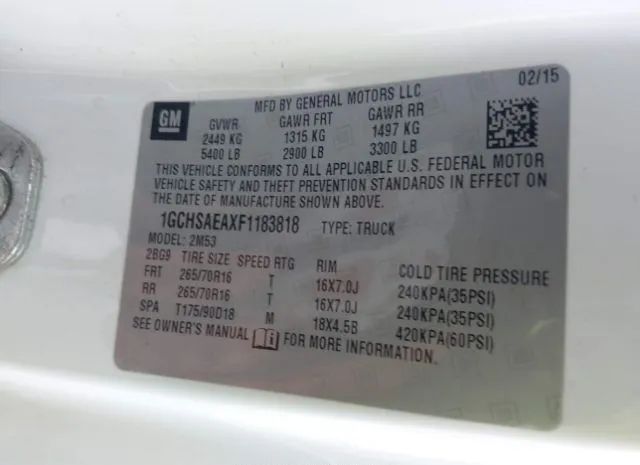 02/15
GM
MFD BY GENERAL MOTORS LLC
GVWR GAWR FRT GAWR RR
2449 KG 1315 KG 1497 KG
5400 LB 2900 LB 3300 LB
THIS VEHICLE CONFORMS TO ALL APPLICABLE U.S. FEDERAL MOTOR
VEHICLE SAFETY AND THEFT PREVENTION STANDARDS IN EFFECT ON
THE DATE OF MANUFACTURE SHOWN ABOVE.
1GCHSAEAXF1183818 TYPE: TRUCK
MODEL: 2M53
2BG9 TIRE SIZE SPEED RTG RIM COLD TIRE PRESSURE
FRT 265/70R16 T 16X7.0J 240KPA(35PSI)
RR 265/70R16 T 16X7.0J 240KPA(35PSI)
SPA T175/90D18 M 18X4.5B 420KPA(60PSI)
SEE OWNER'S MANUAL FOR MORE INFORMATION.